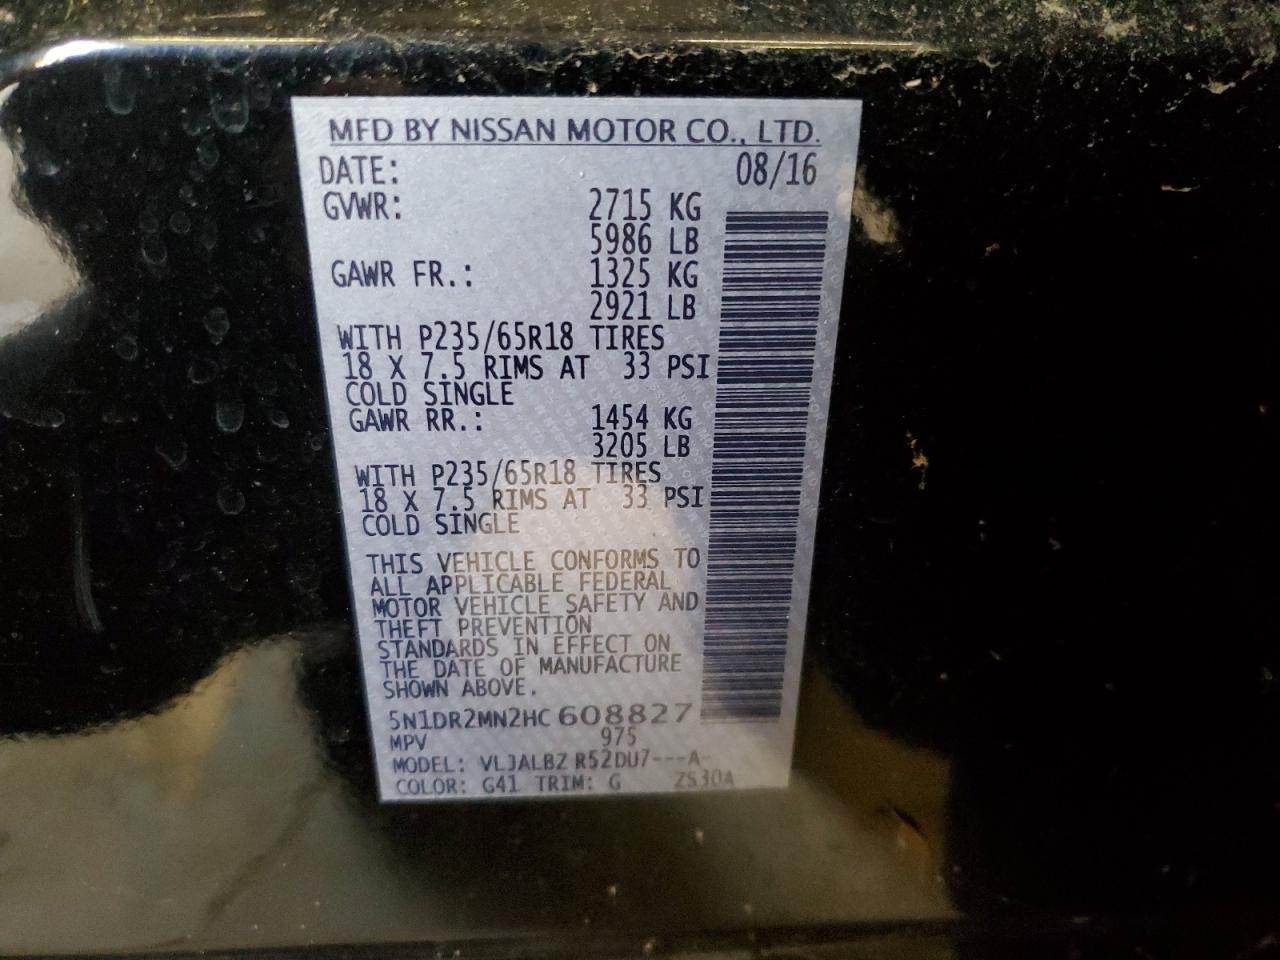 MFD BY NISSAN MOTOR CO., LTD.
DATE: 08/16
GVWR: 2715 KG
5986 LB
GAWR FR.: 1325 KG
2921 LB
WITH P235/65R18 TIRES
18 X 7.5 RIMS AT 33 PSI
COLD SINGLE
GAWR RR.: 1454 KG
3205 LB
WITH P235/65R18 TIRES
18 X 7.5 RIMS AT 33 PSI
COLD SINGLE
THIS VEHICLE CONFORMS TO
ALL APPLICABLE FEDERAL
MOTOR VEHICLE SAFETY AND
THEFT PREVENTION
STANDARDS IN EFFECT ON
THE DATE OF MANUFACTURE
SHOWN ABOVE.
5N1DR2MN2HC 608827
MPV 975
MODEL: VL3ALBZ R52DU7---A-
COLOR: G41 TRIM: G ZS30A